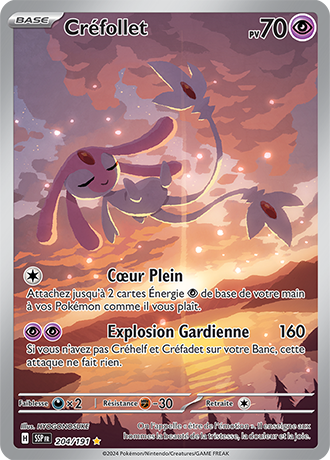 BASE Créfollet PV 70
Cœur Plein
Attachez jusqu'à 2 cartes Énergie de base de votre main
à vos Pokémon comme il vous plait.
Explosion Gardienne 160
Si vous n'avez pas Créhelf et Créfadet sur votre Banc, cette
attaque ne fait rien.
Faiblesse ×2 Résistance -30 Retraite
Illus. HYOGONOSUKE
On l'appelle « être de l'émotion ». Il enseigne aux
hommes la beauté de la tristesse, la douleur et la joie.
H SSP FR 204/191
©2024 Pokémon/Nintendo/Creatures/GAME FREAK